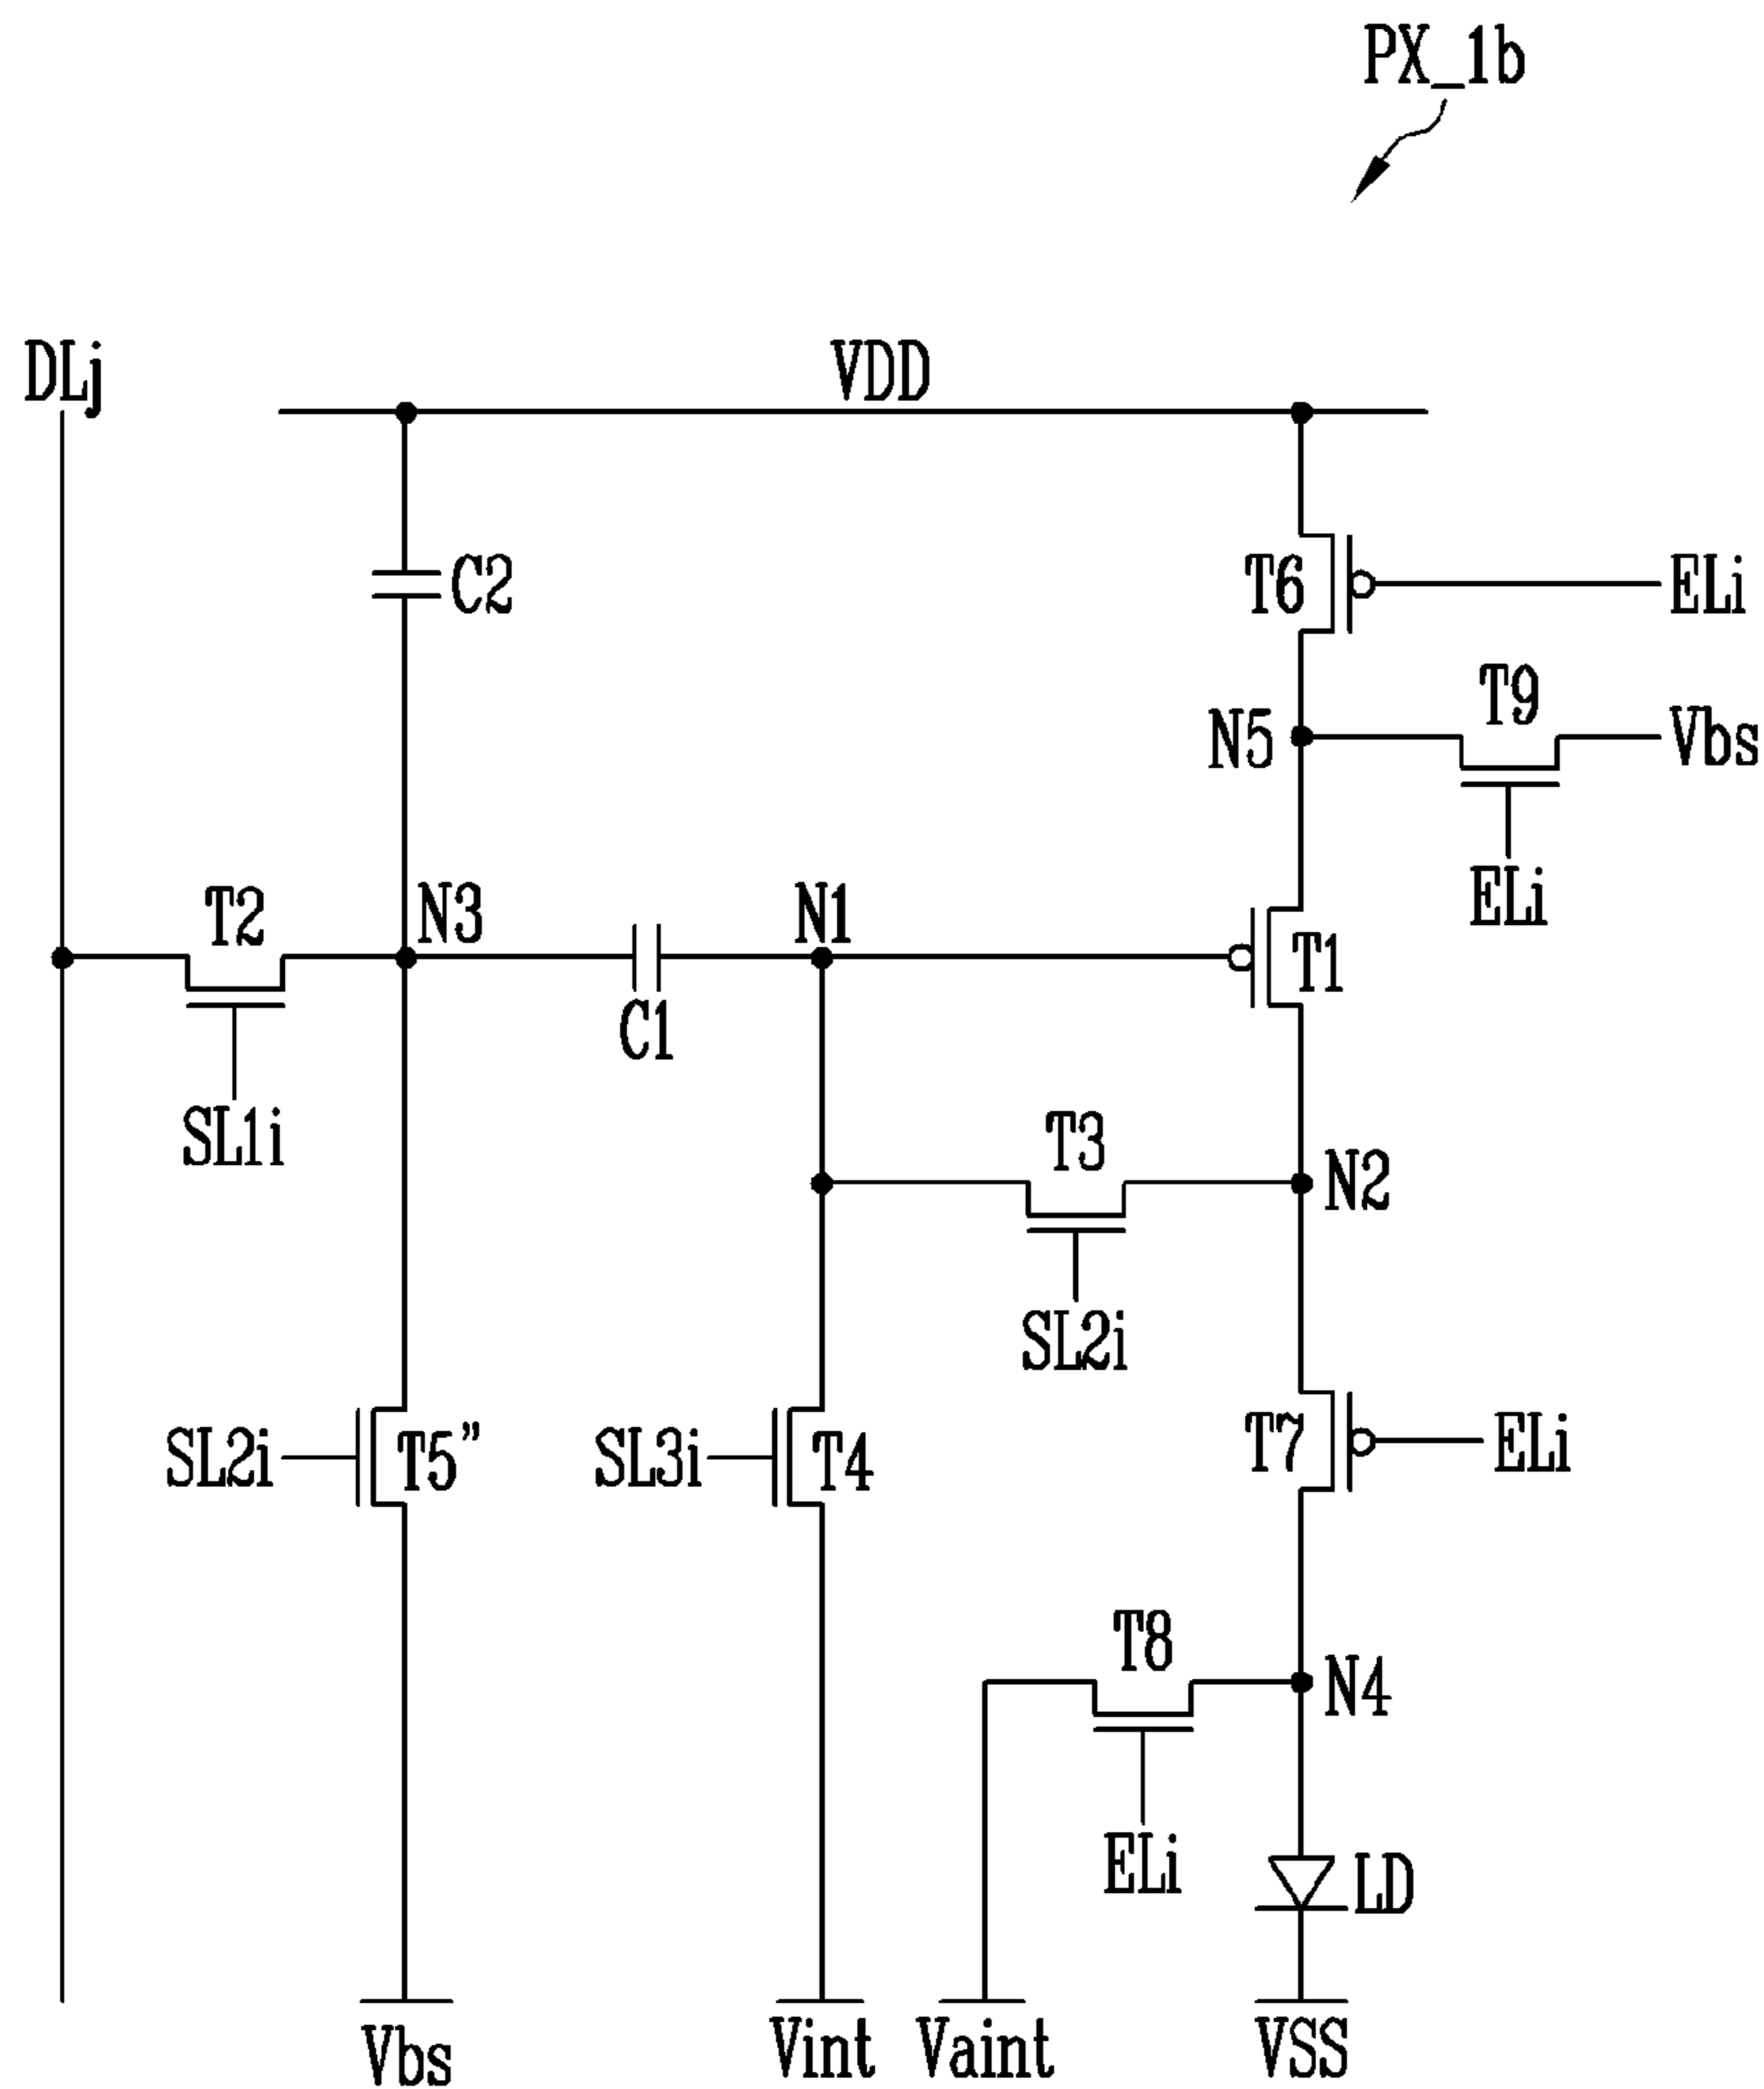 PX_1b
DLj
VDD
C2
T6
ELi
T9
N5
Vbs
ELi
T2
N3
N1
T1
C1
SL1i
T3
N2
SL2i
SL2i
T5”
SL3i
T4
T7
ELi
T8
N4
ELi
LD
Vbs
Vint
Vaint
VSS